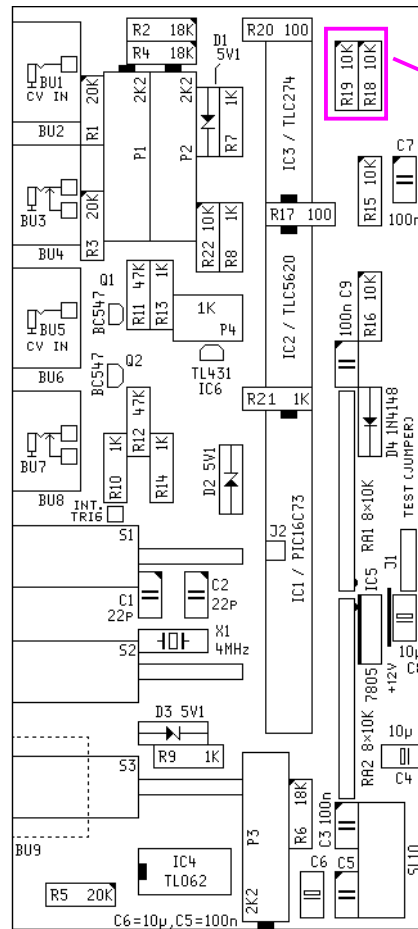 R2 18K
R4 18K
D1
5V1
R20 100
R19 10K
R18 10K
BU1
CV IN
BU2
20K
R1
2K2
P1
2K2
P2
1K
R7
IC3 / TLC274
C7
100n
R15 10K
BU3
BU4
20K
R3
R22 10K
R8 1K
R17 100
Q1
BC547
R11 47K
R13 1K
1K
P4
BU5
CV IN
BU6
IC2 / TLC5620
100n C9
R16 10K
Q2
BC547
TL431
IC6
R21 1K
D4 1N4148
BU7
BU8
R10 1K
R12 47K
R14 1K
D2 5V1
INT.
TRIG
S1
J2
IC1 / PIC16C73
RA1 8×10K
TEST (JUMPER)
J1
IC5
C1
22P
C2
22P
S2
X1
4MHz
7805
+12V
10µ
D3 5V1
R9 1K
S3
RA2 8×10K
10µ
C4
BU9
P3
2K2
R6 18K
C3 100n
IC4
TL062
C6
C5
R5 20K
C6=10µ,C5=100n